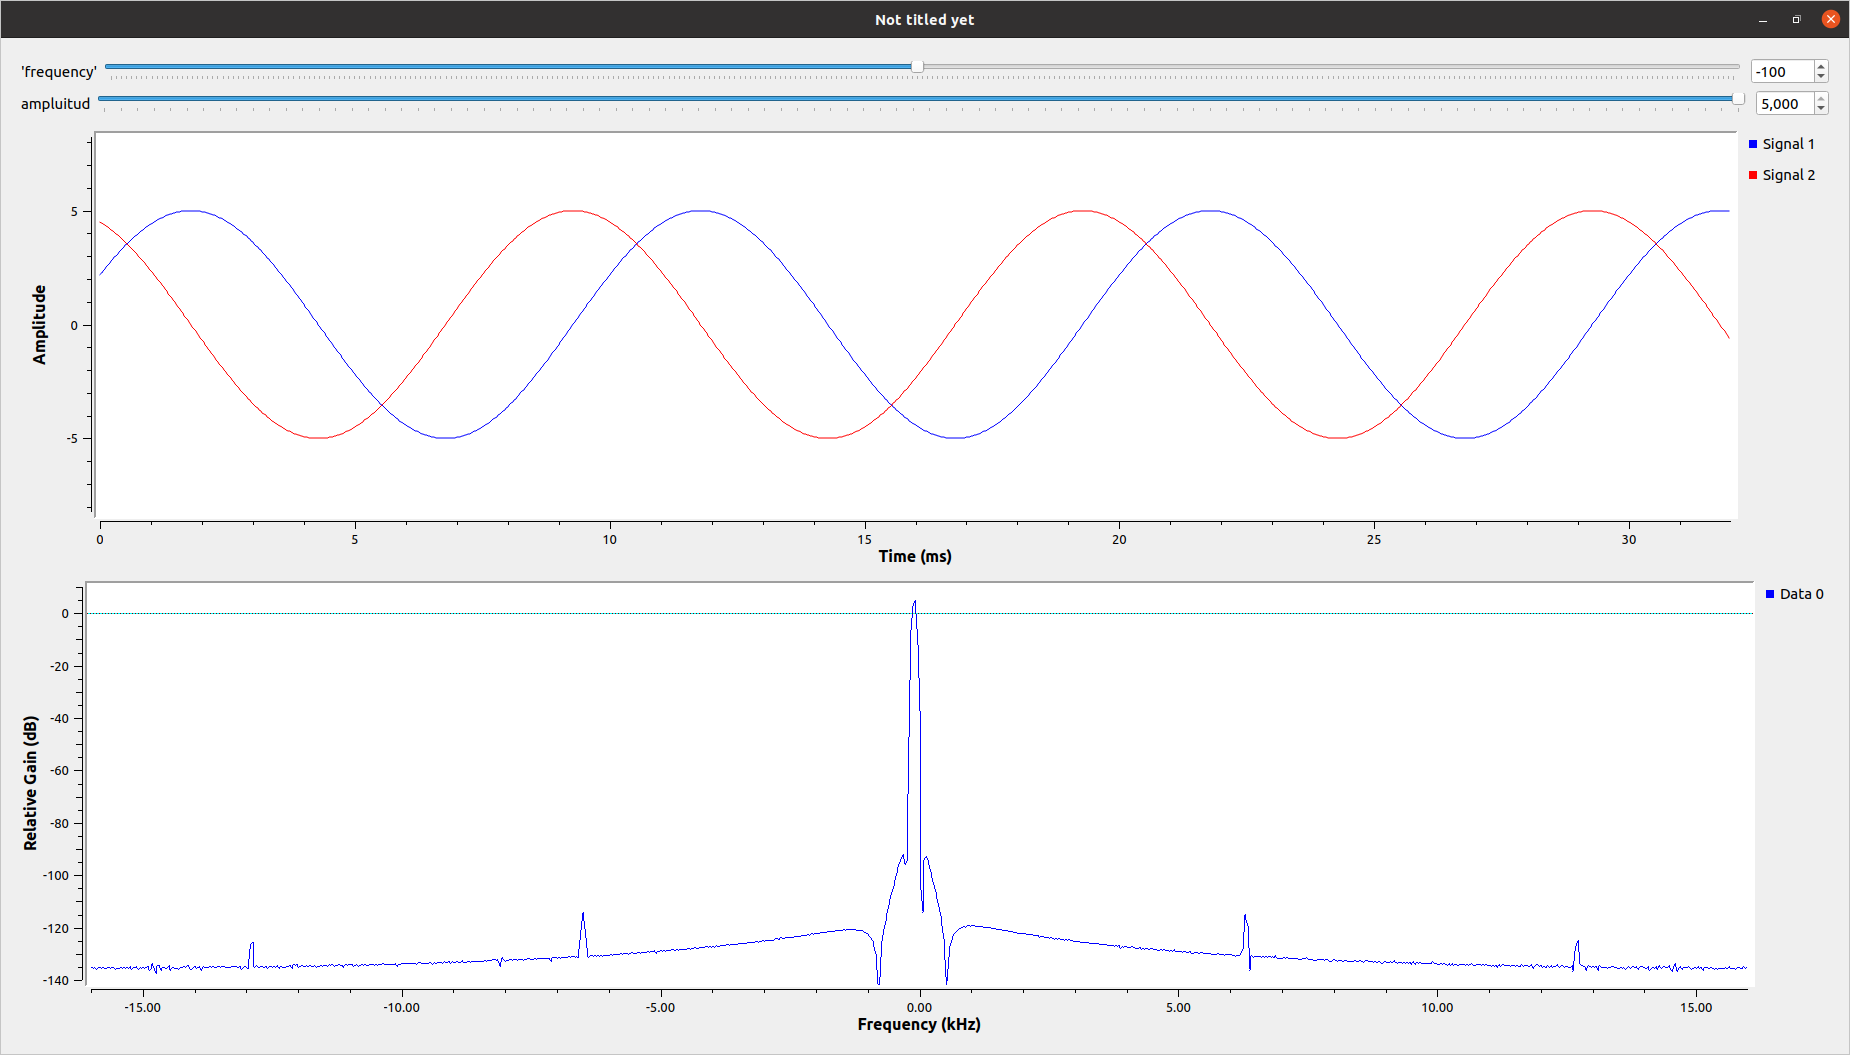 Not titled yet
'frequency'
-100
ampluitud
5,000
Signal 1
Signal 2
5
0
-5
Amplitude
0 5 10 15 20 25 30
Time (ms)
Data 0
0
-20
-40
-60
-80
-100
-120
-140
Relative Gain (dB)
-15.00 -10.00 -5.00 0.00 5.00 10.00 15.00
Frequency (kHz)